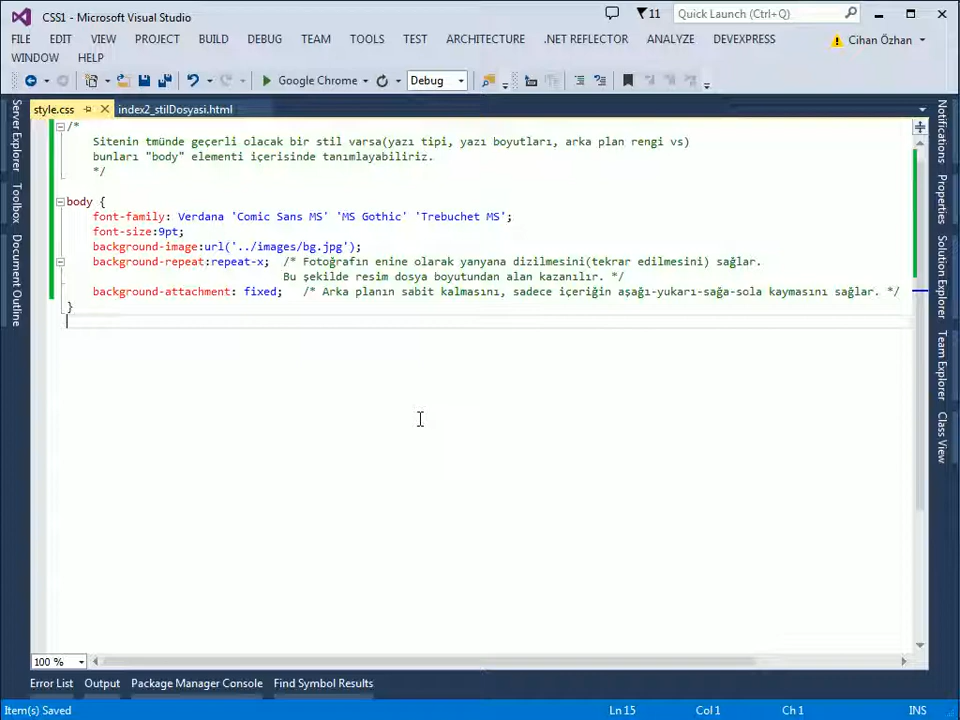 CSS1 - Microsoft Visual Studio
11
Quick Launch (Ctrl+Q)
FILE EDIT VIEW PROJECT BUILD DEBUG TEAM TOOLS TEST ARCHITECTURE .NET REFLECTOR ANALYZE DEVEXPRESS
Cihan Özhan
WINDOW HELP
Google Chrome
Debug
style.css
index2_stilDosyasi.html
Server Explorer
Toolbox
Document Outline
/*
Sitenin tmünde geçerli olacak bir stil varsa(yazı tipi, yazı boyutları, arka plan rengi vs)
bunları "body" elementi içerisinde tanımlayabiliriz.
*/
body {
font-family: Verdana 'Comic Sans MS' 'MS Gothic' 'Trebuchet MS';
font-size:9pt;
background-image:url('../images/bg.jpg');
background-repeat:repeat-x; /* Fotoğrafın enine olarak yanyana dizilmesini(tekrar edilmesini) sağlar.
Bu şekilde resim dosya boyutundan alan kazanılır. */
background-attachment: fixed; /* Arka planın sabit kalmasını, sadece içeriğin aşağı-yukarı-sağa-sola kaymasını sağlar. */
}
Notifications
Properties
Solution Explorer
Team Explorer
Class View
100 %
Error List Output Package Manager Console Find Symbol Results
Item(s) Saved Ln 15 Col 1 Ch 1 INS